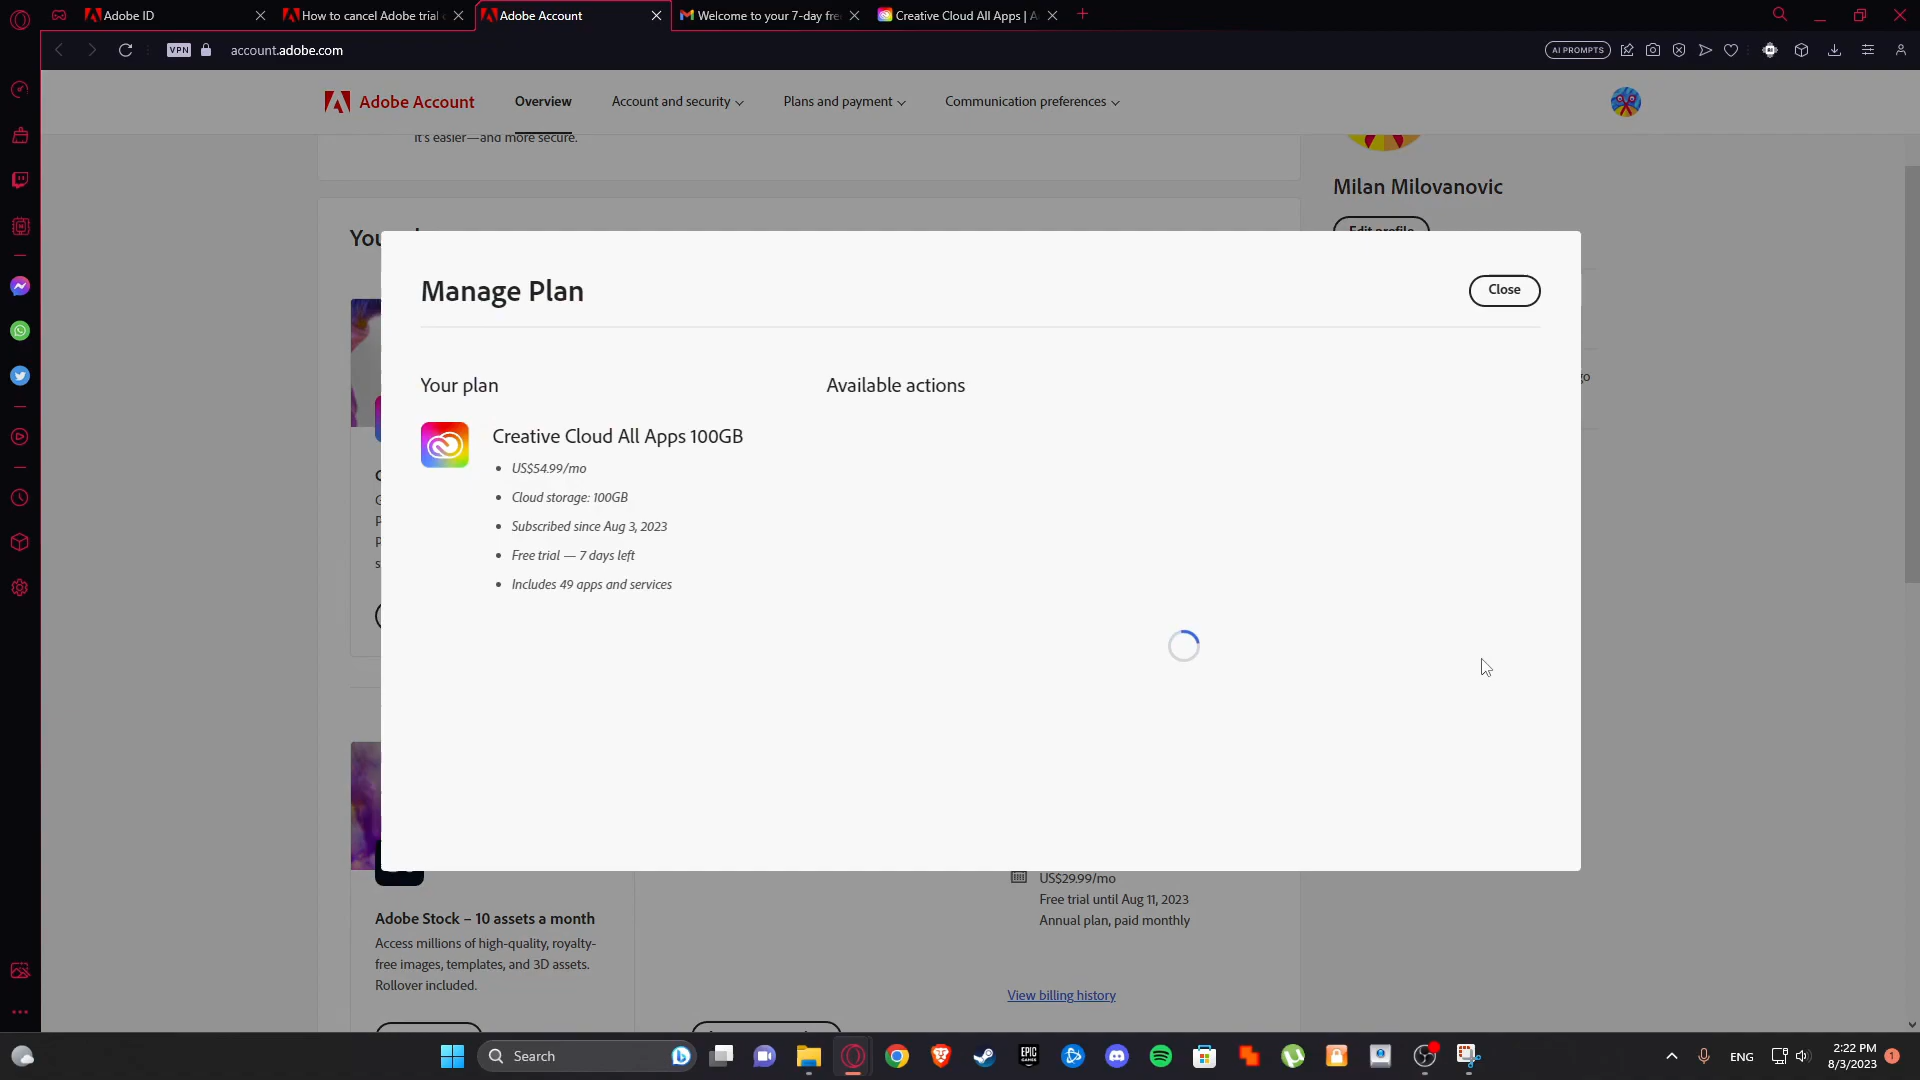 Adobe ID
How to cancel Adobe trial
Adobe Account
Welcome to your 7-day fre
Creative Cloud All Apps | A
VPN
account.adobe.com
AI PROMPTS
Adobe Account
Overview
Account and security
Plans and payment
Communication preferences
It's easier—and more secure.
Milan Milovanovic
Edit profile
Manage Plan
Close
Your plan
Available actions
Creative Cloud All Apps 100GB
US$54.99/mo
Cloud storage: 100GB
Subscribed since Aug 3, 2023
Free trial — 7 days left
Includes 49 apps and services
US$29.99/mo
Free trial until Aug 11, 2023
Annual plan, paid monthly
Adobe Stock – 10 assets a month
Access millions of high-quality, royalty-
free images, templates, and 3D assets.
Rollover included.
View billing history
Search
EPIC
GAMES
ENG
2:22 PM
8/3/2023
1